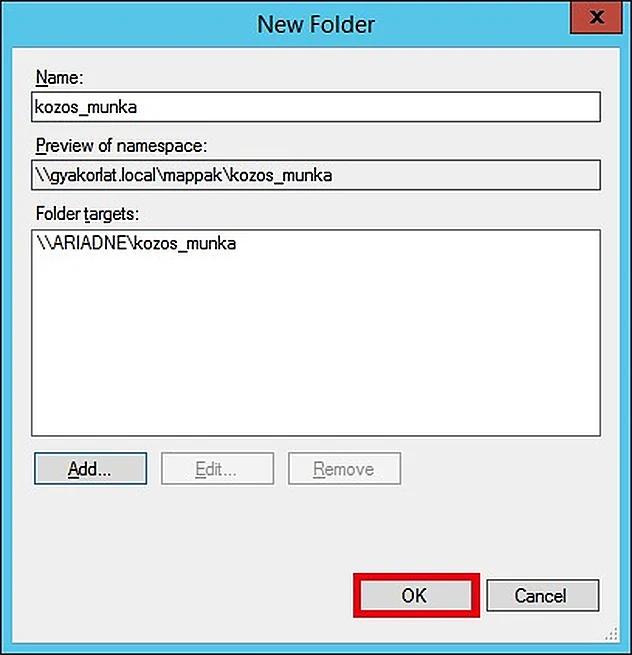 New Folder
x
Name:
kozos_munka
Preview of namespace:
\\gyakorlat.local\mappak\kozos_munka
Folder targets:
\\ARIADNE\kozos_munka
Add...
Edit...
Remove
OK
Cancel